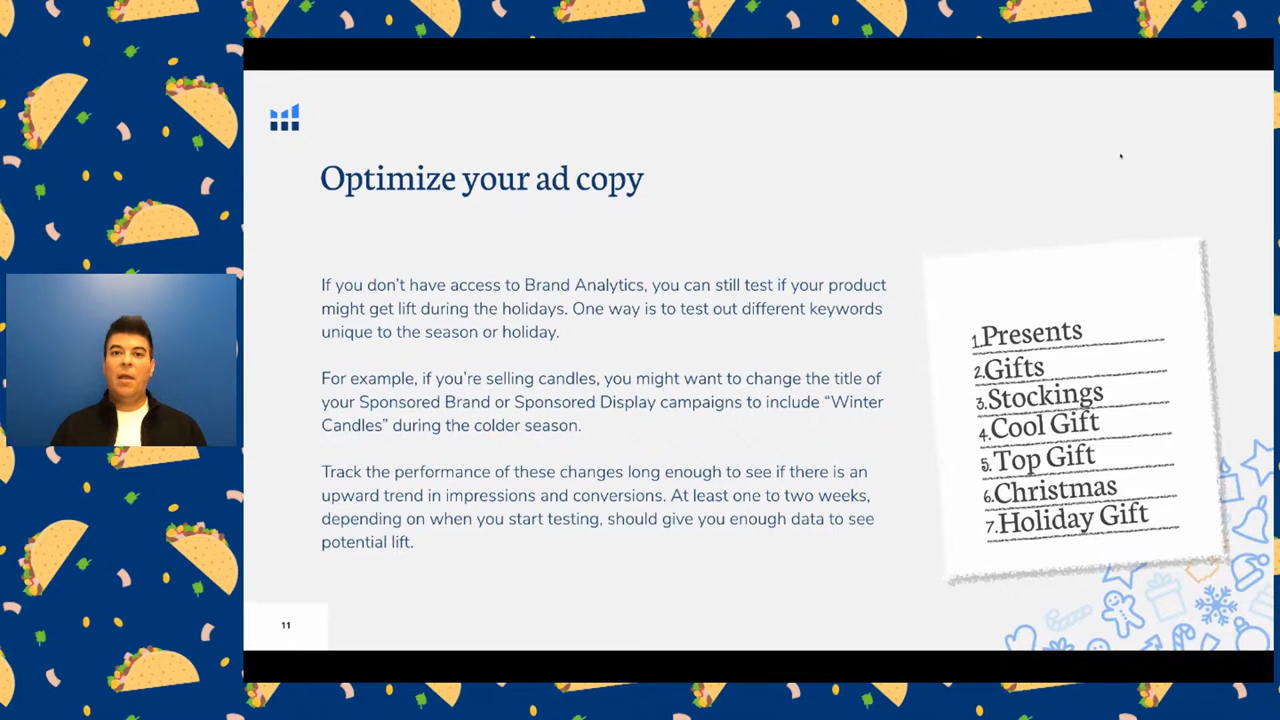 Optimize your ad copy
If you don't have access to Brand Analytics, you can still test if your product
might get lift during the holidays. One way is to test out different keywords
unique to the season or holiday.
For example, if you're selling candles, you might want to change the title of
your Sponsored Brand or Sponsored Display campaigns to include “Winter
Candles” during the colder season.
Track the performance of these changes long enough to see if there is an
upward trend in impressions and conversions. At least one to two weeks,
depending on when you start testing, should give you enough data to see
potential lift.
1.Presents
2.Gifts
3.Stockings
4.Cool Gift
5.Top Gift
6.Christmas
7.Holiday Gift
11